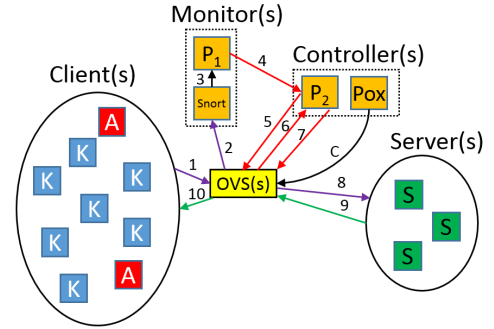 Monitor(s)
P1
4
Controller(s)
3
Snort
P2
Pox
Client(s)
A
5
6
7
K
2
C
Server(s)
K
K
1
OVS(s)
8
S
10
9
K
S
K
K
S
A
K